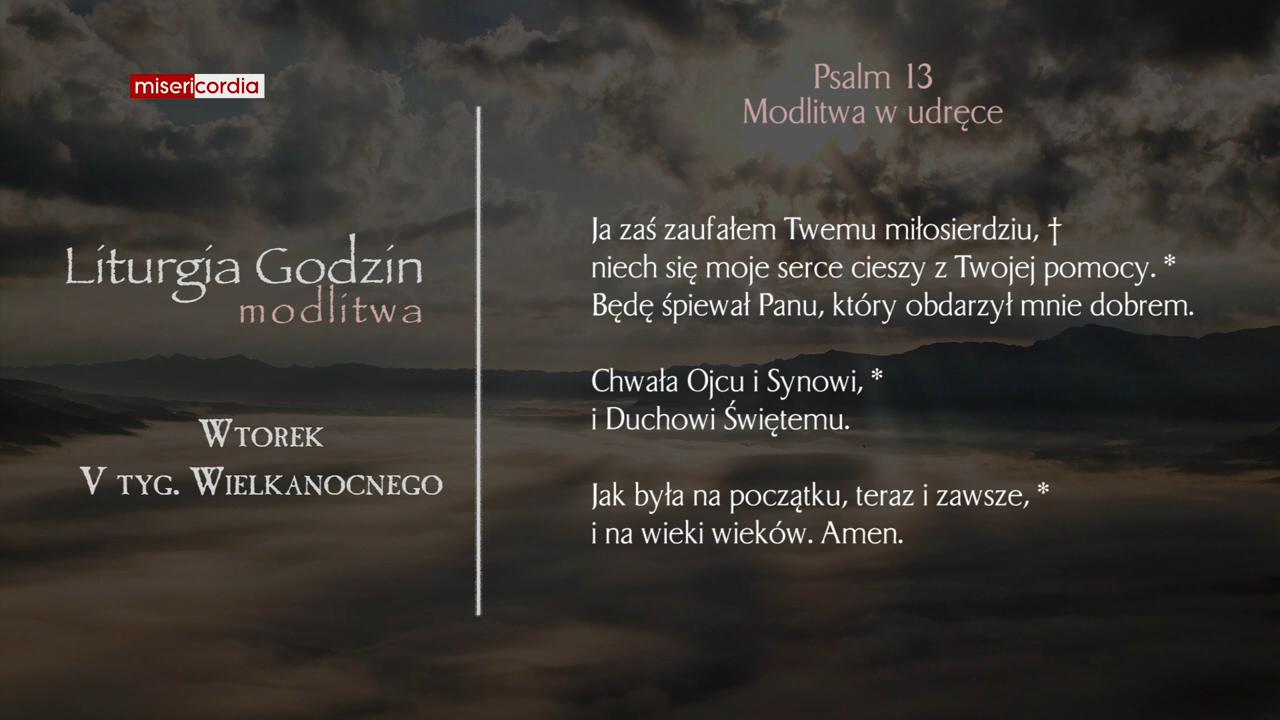 misericordia
Liturgia Godzin
modlitwa
Wtorek
V tyg. Wielkanocnego
Psalm 13
Modlitwa w udręce
Ja zaś zaufałem Twemu miłosierdziu, †
niech się moje serce cieszy z Twojej pomocy. *
Będę śpiewał Panu, który obdarzył mnie dobrem.
Chwała Ojcu i Synowi, *
i Duchowi Świętemu.
Jak była na początku, teraz i zawsze, *
i na wieki wieków. Amen.